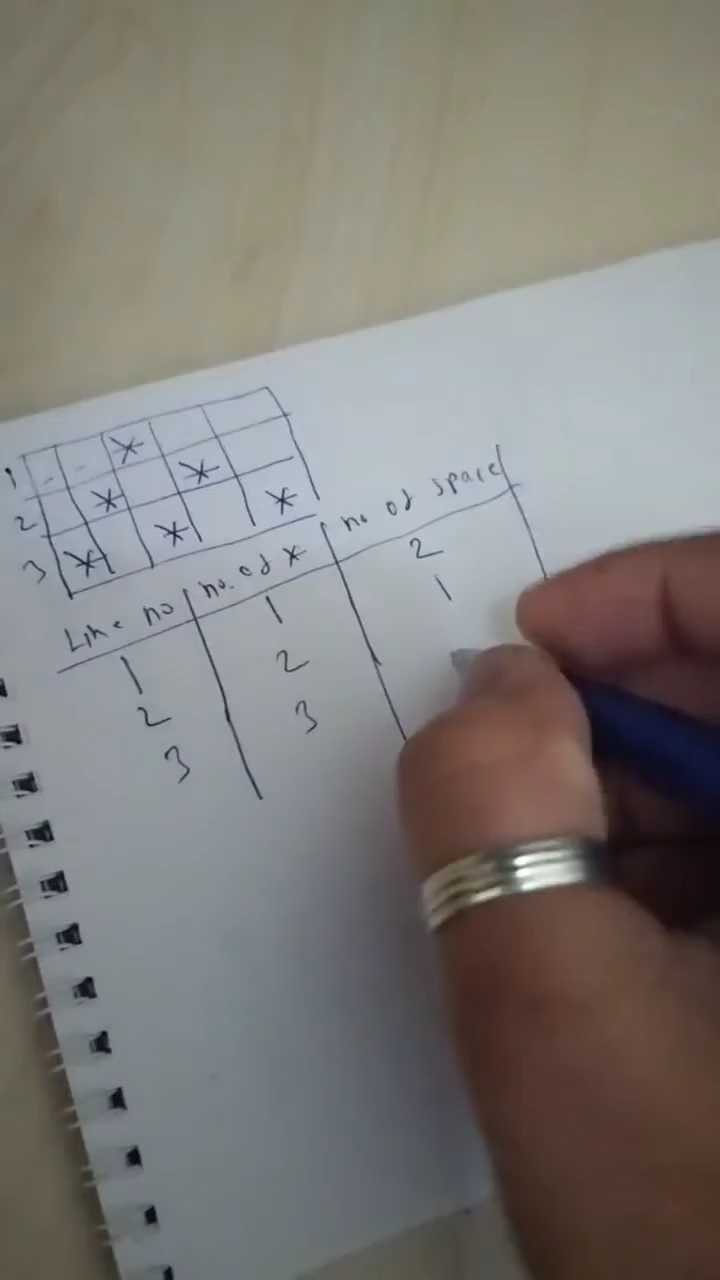 1 - - *
2 * *
3 * * *
Line no no. of * no of space
1 1 2
2 2 1
3 3